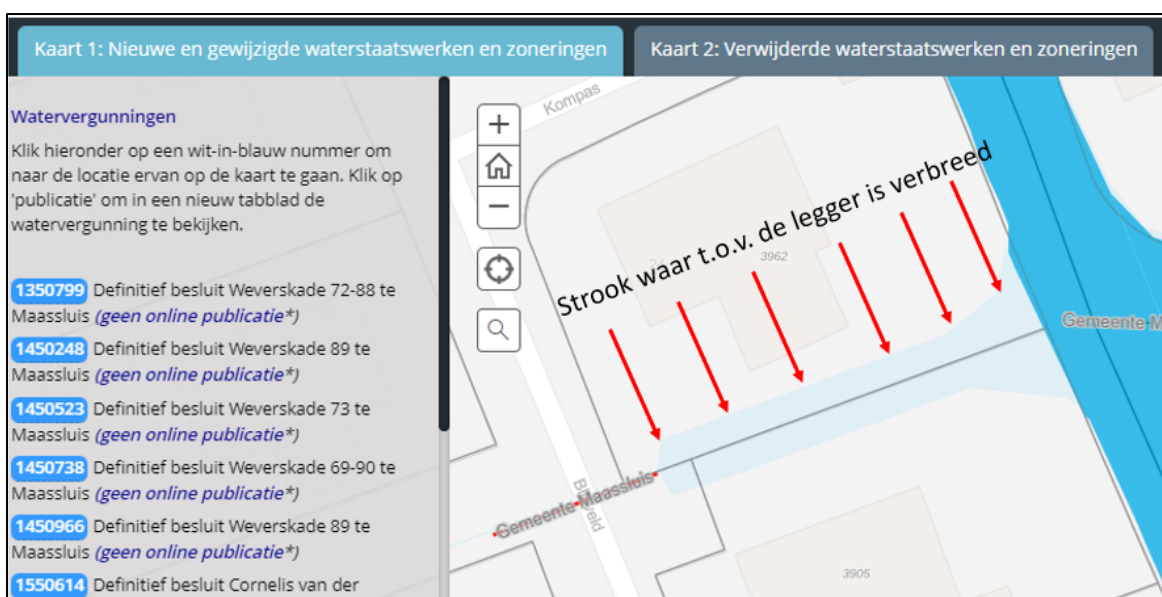 Kaart 1: Nieuwe en gewijzigde waterstaatswerken en zoneringen
Kaart 2: Verwijderde waterstaatswerken en zoneringen
Watervergunningen
Klik hieronder op een wit-in-blauw nummer om
naar de locatie ervan op de kaart te gaan. Klik op
'publicatie' om in een nieuw tabblad de
watervergunning te bekijken.
1350799 Definitief besluit Weverskade 72-88 te
Maassluis (geen online publicatie*)
1450248 Definitief besluit Weverskade 89 te
Maassluis (geen online publicatie*)
1450523 Definitief besluit Weverskade 73 te
Maassluis (geen online publicatie*)
1450738 Definitief besluit Weverskade 69-90 te
Maassluis (geen online publicatie*)
1450966 Definitief besluit Weverskade 89 te
Maassluis (geen online publicatie*)
1550614 Definitief besluit Cornelis van der
Kompas
Strook waar t.o.v. de legger is verbreed
3962
Gemeente M
Gemeente Maassluis
3905